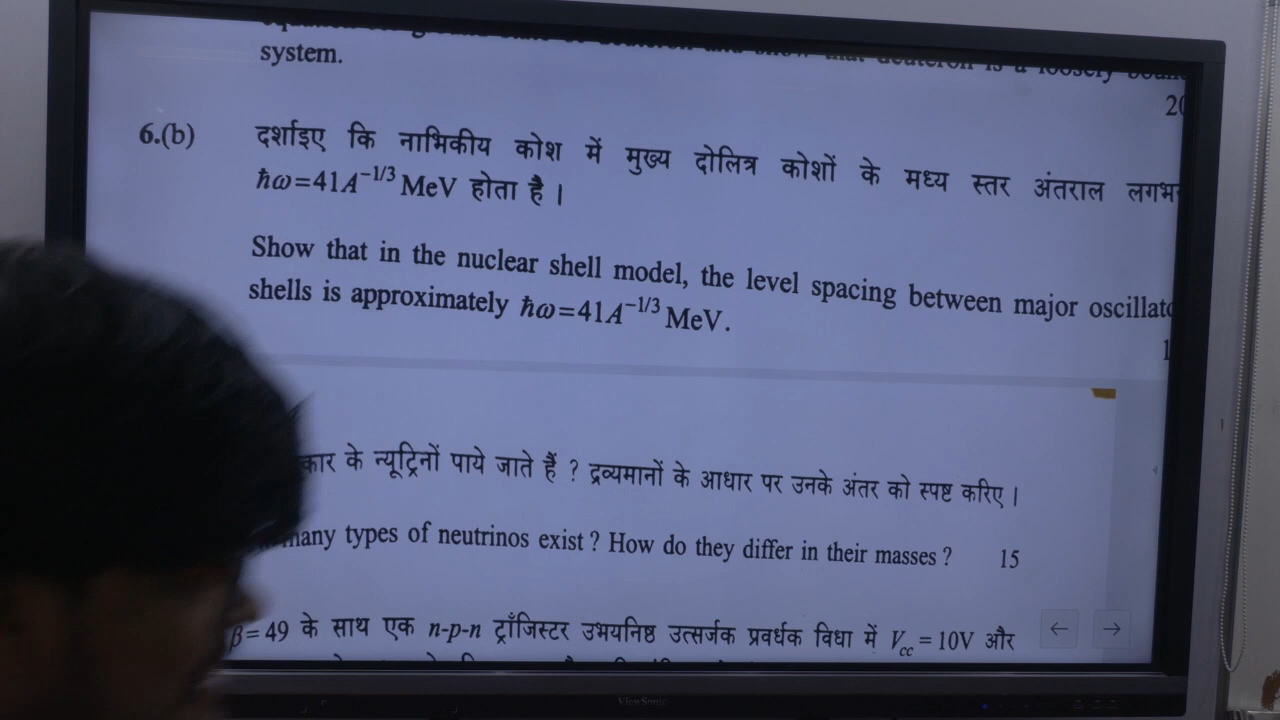 system.
20
6.(b) दर्शाइए कि नाभिकीय कोश में मुख्य दोलित्र कोशों के मध्य स्तर अंतराल
ℏω=41A^{-1/3} MeV होता है ।
Show that in the nuclear shell model, the level spacing between major
shells is approximately ℏω=41A^{-1/3} MeV.
के न्यूट्रिनों पाये जाते हैं ? द्रव्यमानों के आधार पर उनके अंतर को स्पष्ट करिए ।
many types of neutrinos exist ? How do they differ in their masses ? 15
β=49 के साथ एक n-p-n ट्राँजिस्टर उभयनिष्ठ उत्सर्जक प्रवर्धक विधा में V_{cc} = 10V और
ViewSonic